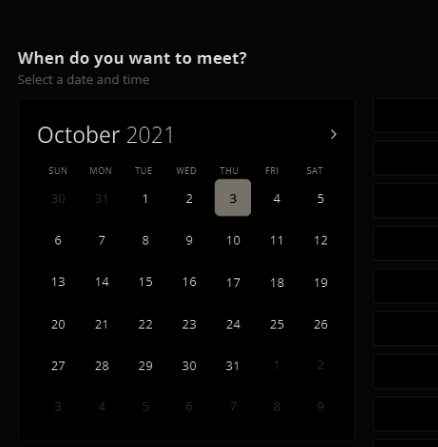 When do you want to meet?
Select a date and time
October 2021
SUN MON TUE WED THU FRI SAT
30 31 1 2 3 4 5
6 7 8 9 10 11 12
13 14 15 16 17 18 19
20 21 22 23 24 25 26
27 28 29 30 31 1 2
3 4 5 6 7 8 9